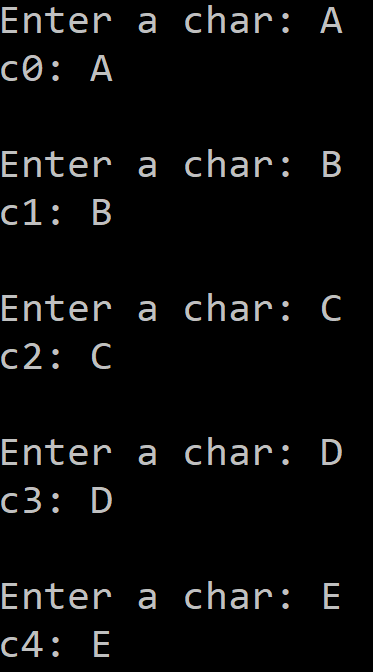 Enter a char: A
c0: A
Enter a char: B
c1: B
Enter a char: C
c2: C
Enter a char: D
c3: D
Enter a char: E
c4: E